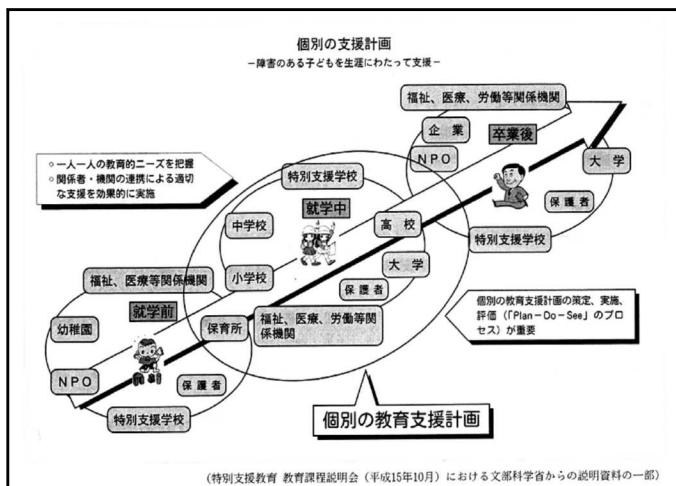 個別の支援計画
−障害のある子どもを生涯にわたって支援−
福祉、医療、労働等関係機関
企業
卒業後
NPO
大学
保護者
特別支援学校
○一人一人の教育的ニーズを把握
○関係者・機関の連携による適切
な支援を効果的に実施
特別支援学校
就学中
中学校
高校
小学校
大学
保護者
福祉、医療、労働等関
係機関
福祉、医療等関係機関
就学前
幼稚園
保育所
NPO
保護者
特別支援学校
個別の教育支援計画の策定、実施、
評価(「Plan−Do−See」のプロ
セス)が重要
個別の教育支援計画
(特別支援教育 教育課程説明会(平成15年10月)における文部科学省からの説明資料の一部)